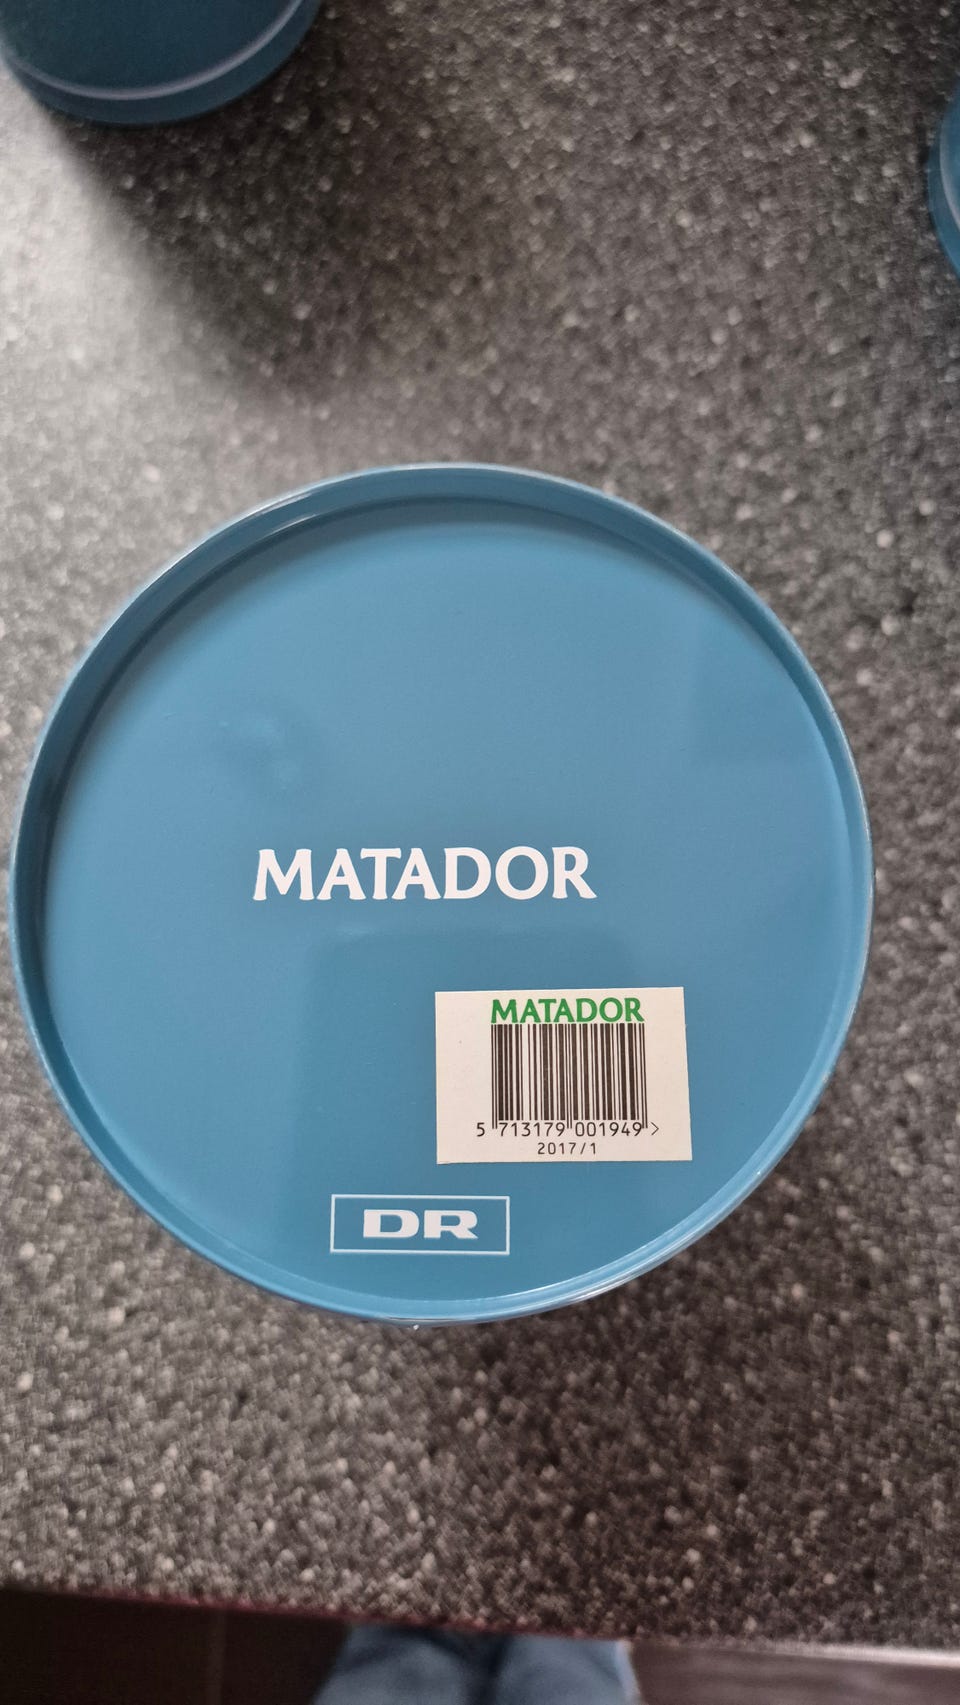 MATADOR
MATADOR
5 713179 001949 >
2017/1
DR